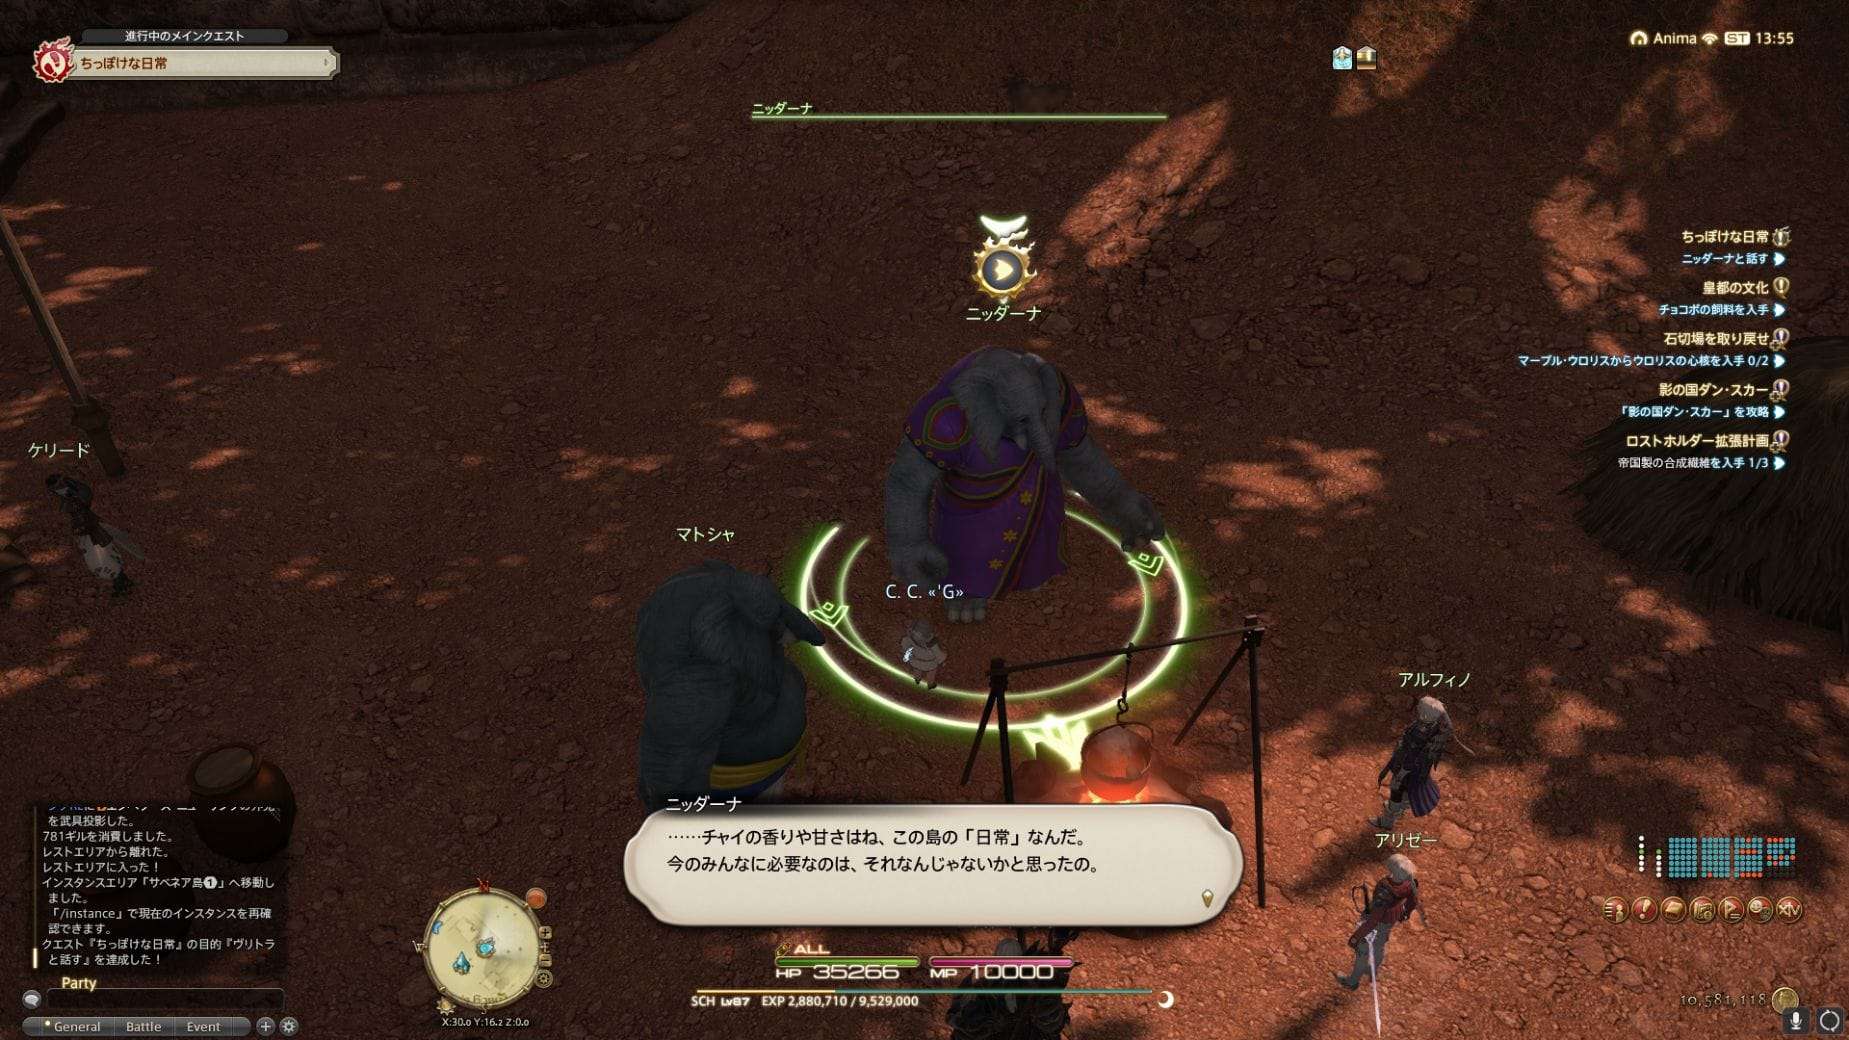 進行中のメインクエスト
ちっぽけな日常
Anima ST 13:55
ニッダーナ
ニッダーナ
ちっぽけな日常
ニッダーナと話す
皇都の文化
チョコボの飼料を入手
石切場を取り戻せ
マーブル・ウロリスからウロリスの心核を入手 0/2
影の国ダン・スカー
「影の国ダン・スカー」を攻略
ロストホルダー拡張計画
帝国製の合成繊維を入手 1/3
ケリード
マトシャ
C. C. «'G»
アルフィノ
アリゼー
ニッダーナ
……チャイの香りや甘さはね、この島の「日常」なんだ。
今のみんなに必要なのは、それなんじゃないかと思ったの。
を武具投影した。
781ギルを消費しました。
レストエリアから離れた。
レストエリアに入った！
インスタンスエリア「サベネア島1」へ移動し
ました。
「/instance」で現在のインスタンスを再確
認できます。
クエスト『ちっぽけな日常』の目的『ヴリトラ
と話す』を達成した！
Party
General Battle Event
N
X:30.0 Y:16.2 Z:0.0
ALL
HP 35266 MP 10000
SCH Lv87 EXP 2,880,710 / 9,529,000
XIV
10,581,118